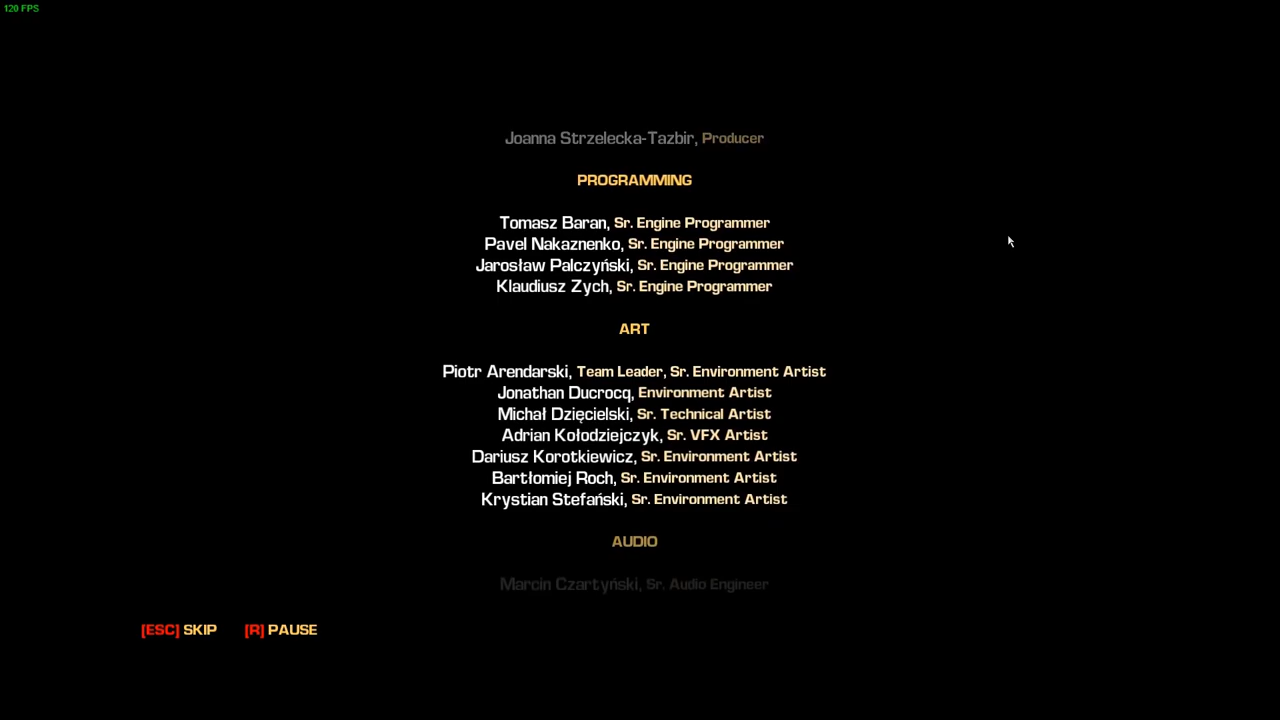 120 FPS
Joanna Strzelecka-Tazbir, Producer
PROGRAMMING
Tomasz Baran, Sr. Engine Programmer
Pavel Nakaznenko, Sr. Engine Programmer
Jarosław Palczyński, Sr. Engine Programmer
Klaudiusz Zych, Sr. Engine Programmer
ART
Piotr Arendarski, Team Leader, Sr. Environment Artist
Jonathan Ducrocq, Environment Artist
Michał Dzięcielski, Sr. Technical Artist
Adrian Kołodziejczyk, Sr. VFX Artist
Dariusz Korotkiewicz, Sr. Environment Artist
Bartłomiej Roch, Sr. Environment Artist
Krystian Stefański, Sr. Environment Artist
AUDIO
Marcin Czartyński, Sr. Audio Engineer
[ESC] SKIP [R] PAUSE